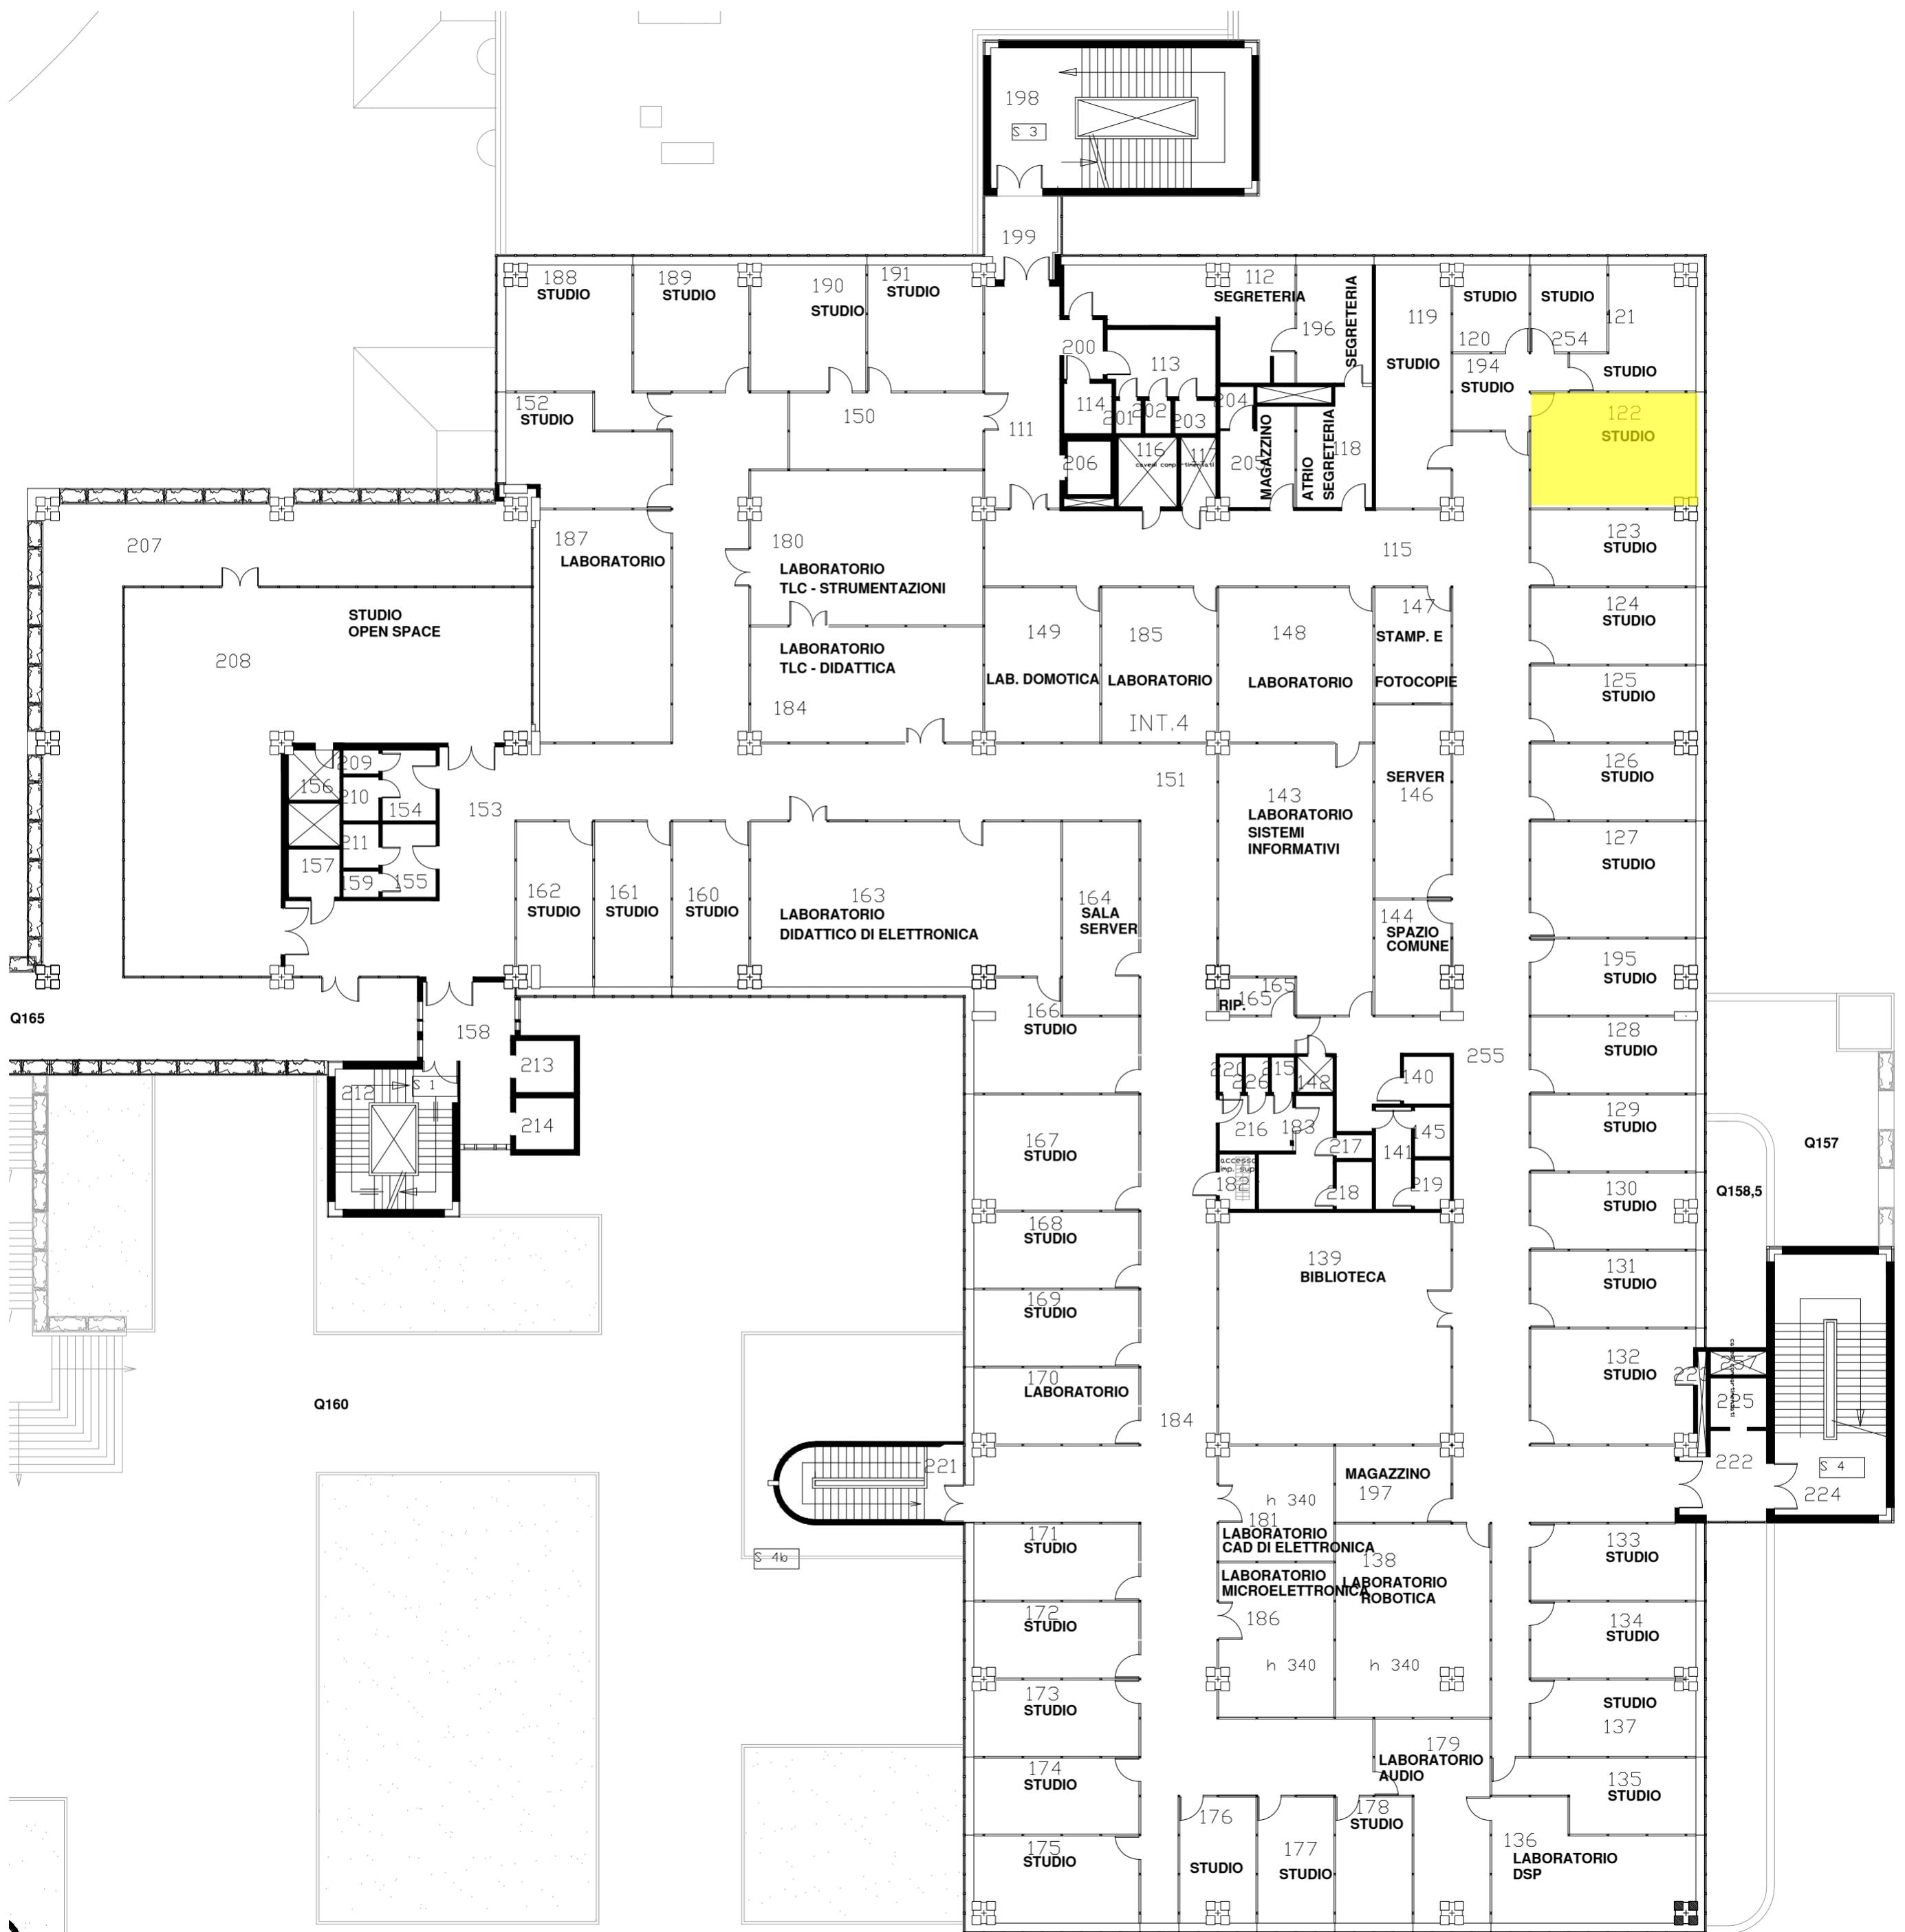 198
S 3
199
188
STUDIO
189
STUDIO
190
STUDIO
191
STUDIO
112
SEGRETERIA
196
SEGRETERIA
119
STUDIO
STUDIO
120
STUDIO
254
121
STUDIO
194
STUDIO
200
113
114
201
202
203
204
111
152
STUDIO
150
122
STUDIO
206
116
117
205
MAGAZZINO
ATRIO
SEGRETERIA
118
207
187
LABORATORIO
180
LABORATORIO
TLC - STRUMENTAZIONI
115
123
STUDIO
STUDIO
OPEN SPACE
208
LABORATORIO
TLC - DIDATTICA
184
149
LAB. DOMOTICA
185
LABORATORIO
INT.4
148
LABORATORIO
147
STAMP. E
FOTOCOPIE
124
STUDIO
125
STUDIO
156
209
210
154
153
211
157
159
155
151
143
LABORATORIO
SISTEMI
INFORMATIVI
SERVER
146
126
STUDIO
127
STUDIO
162
STUDIO
161
STUDIO
160
STUDIO
163
LABORATORIO
DIDATTICO DI ELETTRONICA
164
SALA
SERVER
144
SPAZIO
COMUNE
195
STUDIO
Q165
158
213
212
S 1
214
166
STUDIO
RIP.
165
165
255
128
STUDIO
220
226
215
142
140
216
183
217
141
145
accesso
imp. sup
182
218
219
129
STUDIO
Q157
167
STUDIO
130
STUDIO
Q158,5
168
STUDIO
139
BIBLIOTECA
131
STUDIO
169
STUDIO
132
STUDIO
225
170
LABORATORIO
Q160
184
221
222
S 4
224
MAGAZZINO
197
h 340
181
LABORATORIO
CAD DI ELETTRONICA
S 4b
171
STUDIO
138
LABORATORIO
ROBOTICA
LABORATORIO
MICROELETTRONICA
186
133
STUDIO
172
STUDIO
134
STUDIO
h 340
h 340
173
STUDIO
STUDIO
137
179
LABORATORIO
AUDIO
174
STUDIO
135
STUDIO
176
STUDIO
177
STUDIO
178
STUDIO
175
STUDIO
136
LABORATORIO
DSP